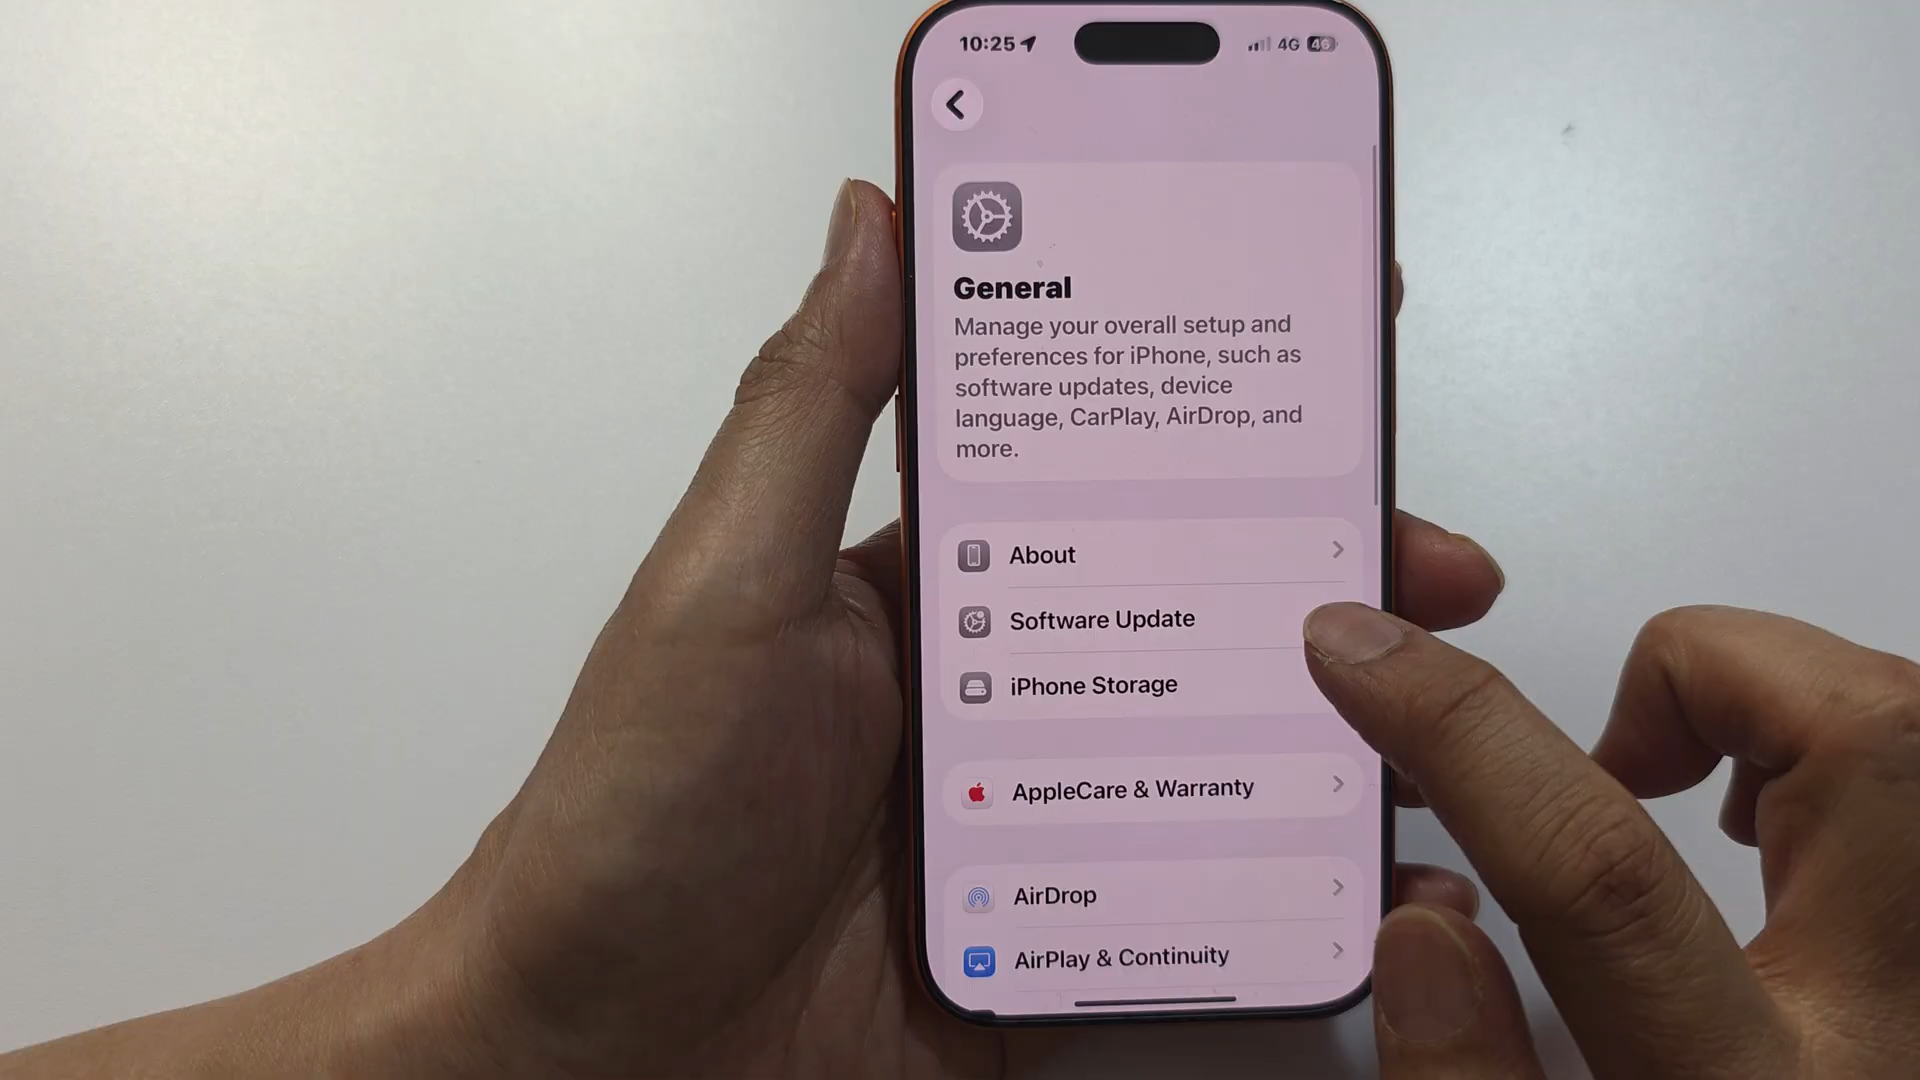 10:25
4G 46
General
Manage your overall setup and
preferences for iPhone, such as
software updates, device
language, CarPlay, AirDrop, and
more.
About
Software Update
iPhone Storage
AppleCare & Warranty
AirDrop
AirPlay & Continuity